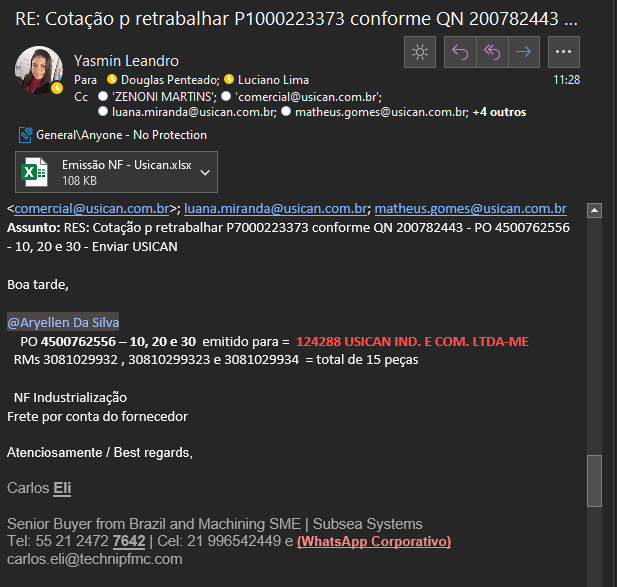 RE: Cotação p retrabalhar P1000223373 conforme QN 200782443 ...
Yasmin Leandro
Para Douglas Penteado; Luciano Lima
11:28
Cc 'ZENONI MARTINS'; 'comercial@usican.com.br';
luana.miranda@usican.com.br; matheus.gomes@usican.com.br; +4 outros
General\Anyone - No Protection
Emissão NF - Usican.xlsx
108 KB
<comercial@usican.com.br>; luana.miranda@usican.com.br; matheus.gomes@usican.com.br
Assunto: RES: Cotação p retrabalhar P7000223373 conforme QN 200782443 - PO 4500762556
- 10, 20 e 30 - Enviar USICAN
Boa tarde,
@Aryellen Da Silva
PO 4500762556 – 10, 20 e 30 emitido para = 124288 USICAN IND. E COM. LTDA-ME
RMs 3081029932 , 30810299323 e 3081029934 = total de 15 peças
NF Industrialização
Frete por conta do fornecedor
Atenciosamente / Best regards,
Carlos Eli
Senior Buyer from Brazil and Machining SME | Subsea Systems
Tel: 55 21 2472 7642 | Cel: 21 996542449 e (WhatsApp Corporativo)
carlos.eli@technipfmc.com